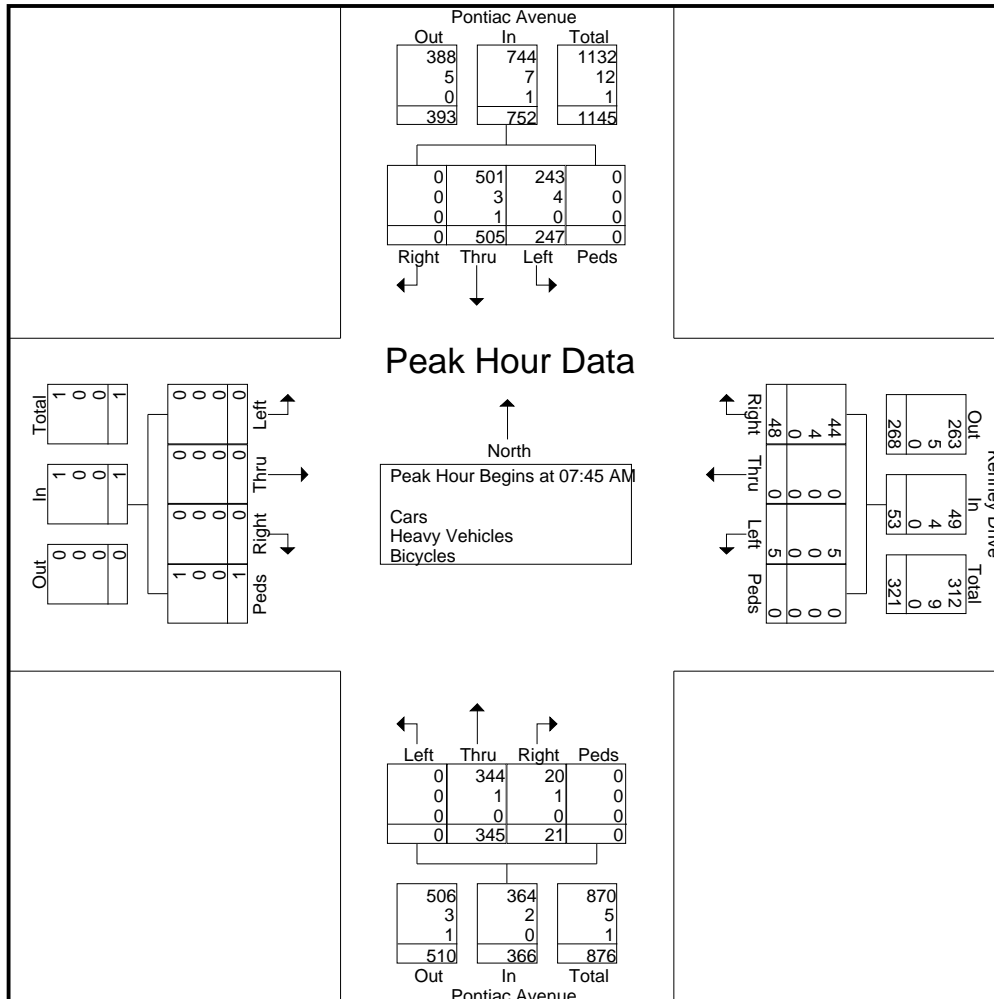 Pontiac Avenue
Out In Total
388 744 1132
5 7 12
0 1 1
393 752 1145
0 501 243 0
0 3 4 0
0 1 0 0
0 505 247 0
Right Thru Left Peds
Peak Hour Data
North
Peak Hour Begins at 07:45 AM
Cars
Heavy Vehicles
Bicycles
Total
1 0 0 1
In
1 0 0 1
Out
0 0 0 0
Left
0 0 0 0
Thru
0 0 0 0
Right
0 0 0 0
Peds
1 0 0 1
Right
44 4 0 48
Thru
0 0 0 0
Left
5 0 0 5
Peds
0 0 0 0
Out
263 5 0 268
In
49 4 0 53
Total
312 9 0 321
Kenney Drive
Left Thru Right Peds
0 344 20 0
0 1 1 0
0 0 0 0
0 345 21 0
506 364 870
3 2 5
1 0 1
510 366 876
Out In Total
Pontiac Avenue